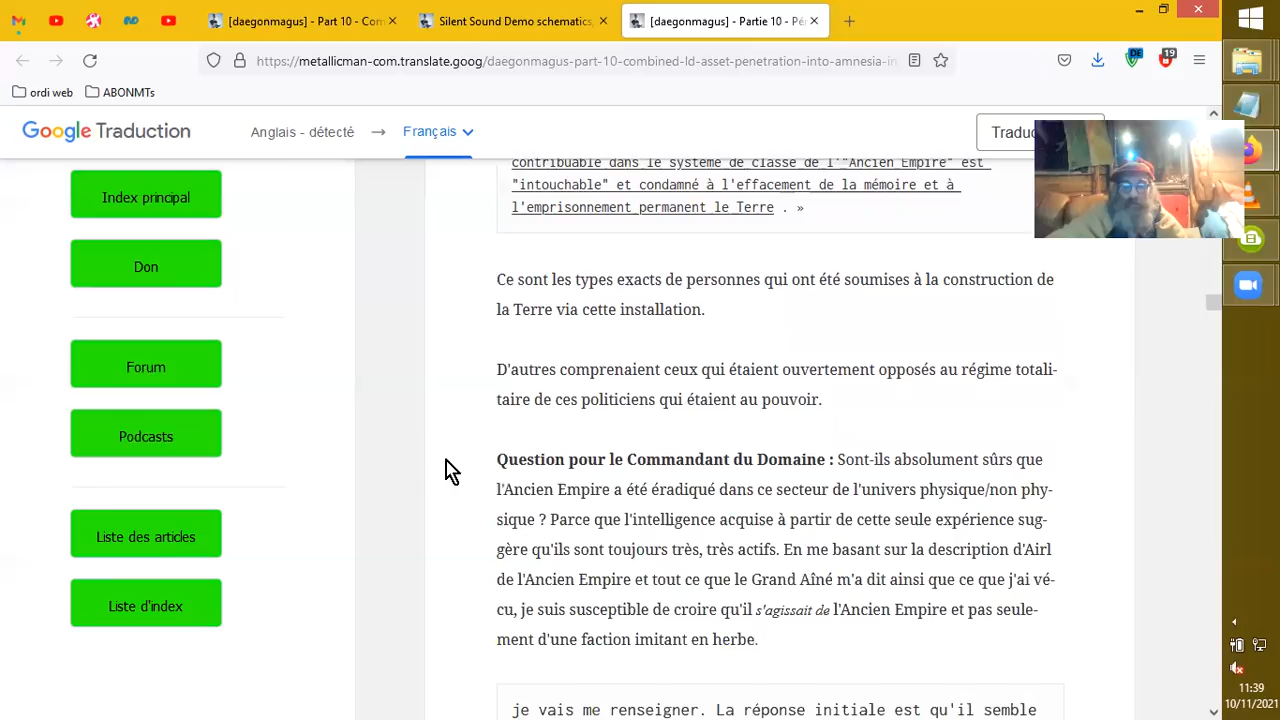 [daegonmagus] - Part 10 - Com
Silent Sound Demo schematics,
[daegonmagus] - Partie 10 - Pé
https://metallicman-com.translate.goog/daegonmagus-part-10-combined-ld-asset-penetration-into-amnesia-in
DE
19
ordi web
ABONMTs
Google Traduction
Anglais - détecté
Français
Traduc
Index principal
Don
Forum
Podcasts
Liste des articles
Liste d'index
contribuable dans le système de classe de l'"Ancien Empire" est
"intouchable" et condamné à l'effacement de la mémoire et à
l'emprisonnement permanent le Terre . »
Ce sont les types exacts de personnes qui ont été soumises à la construction de
la Terre via cette installation.
D'autres comprenaient ceux qui étaient ouvertement opposés au régime totali-
taire de ces politiciens qui étaient au pouvoir.
Question pour le Commandant du Domaine : Sont-ils absolument sûrs que
l'Ancien Empire a été éradiqué dans ce secteur de l'univers physique/non phy-
sique ? Parce que l'intelligence acquise à partir de cette seule expérience sug-
gère qu'ils sont toujours très, très actifs. En me basant sur la description d'Airl
de l'Ancien Empire et tout ce que le Grand Aîné m'a dit ainsi que ce que j'ai vé-
cu, je suis susceptible de croire qu'il s'agissait de l'Ancien Empire et pas seule-
ment d'une faction imitant en herbe.
je vais me renseigner. La réponse initiale est qu'il semble
11:39
10/11/2021